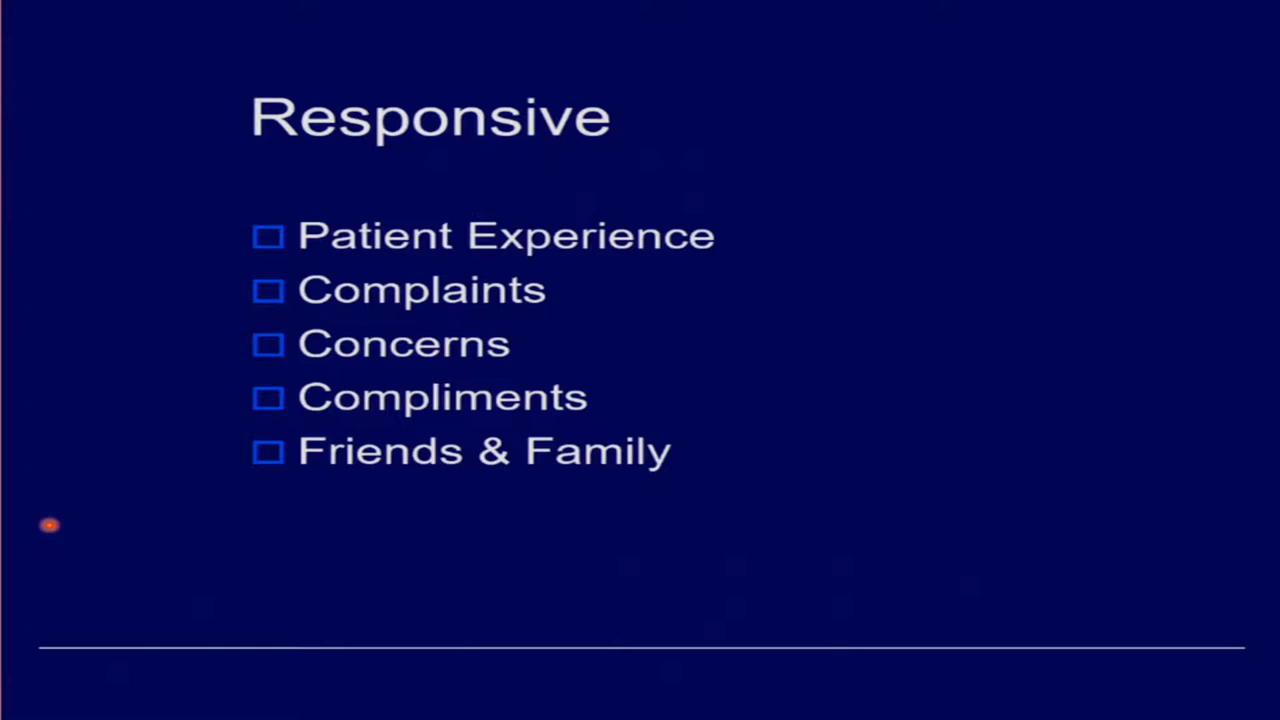 Responsive
Patient Experience
Complaints
Concerns
Compliments
Friends & Family